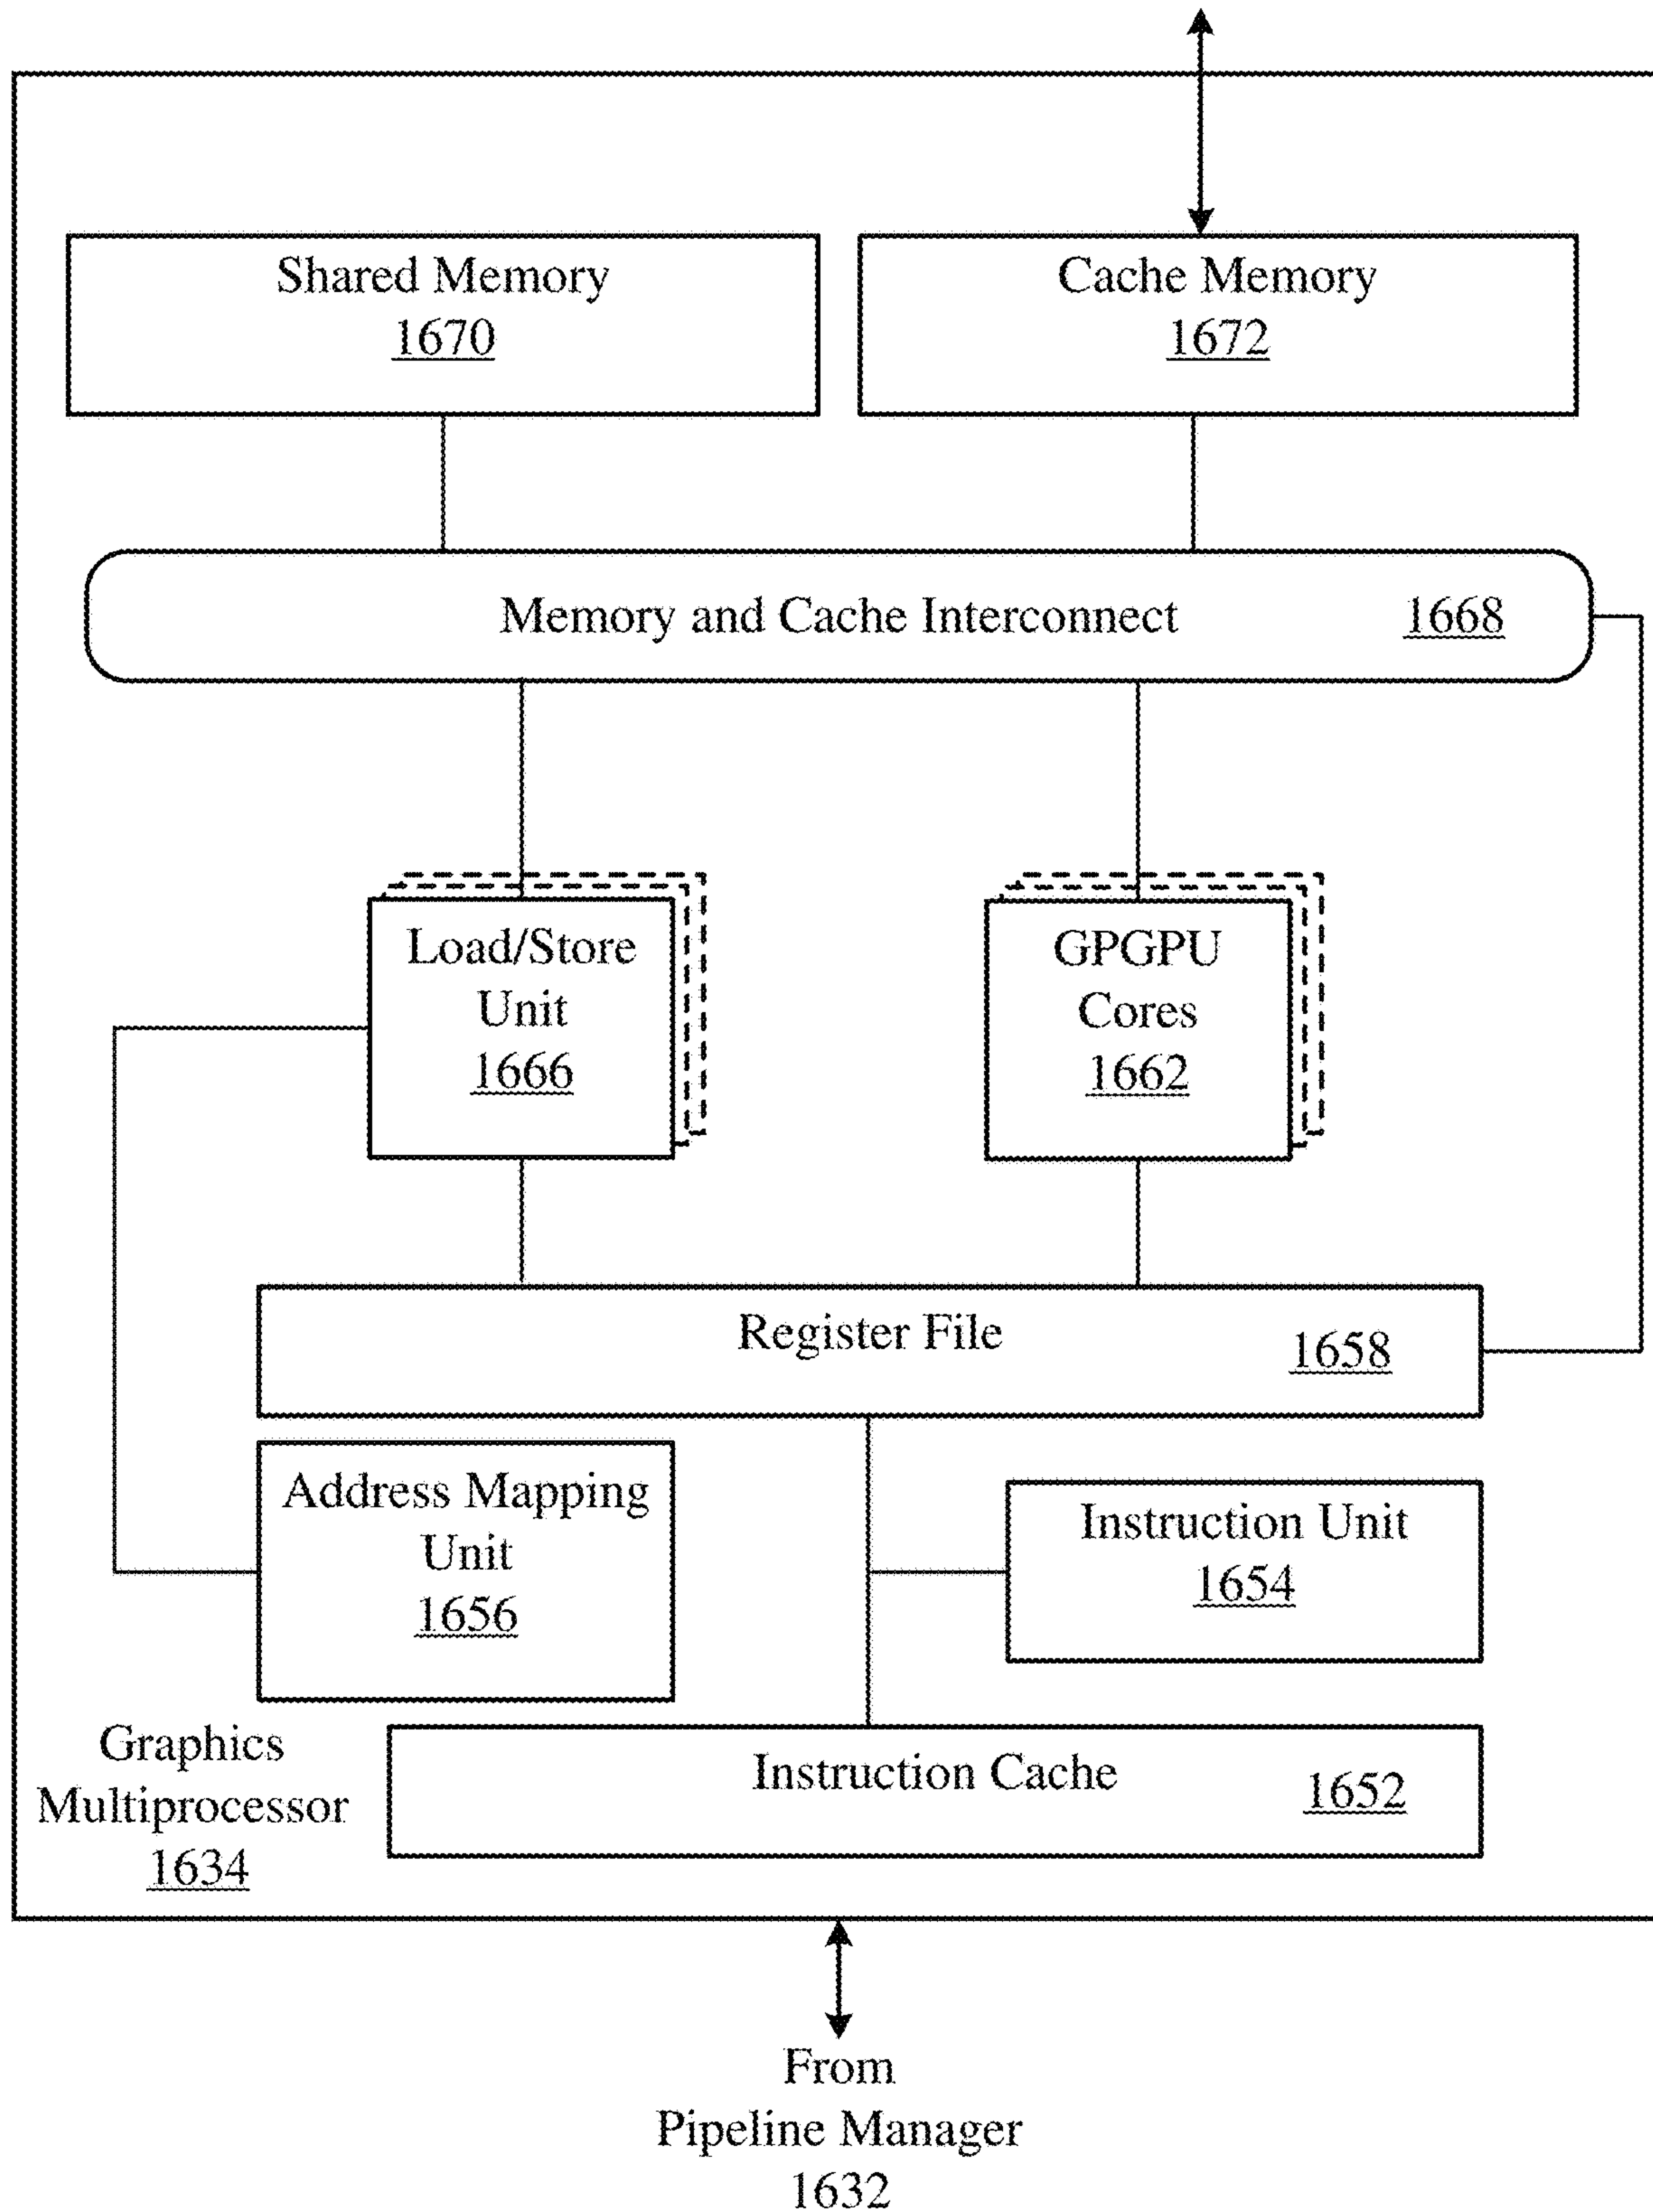 Shared Memory
1670
Cache Memory
1672
Memory and Cache Interconnect 1668
Load/Store
Unit
1666
GPGPU
Cores
1662
Register File 1658
Address Mapping
Unit
1656
Instruction Unit
1654
Graphics
Multiprocessor
1634
Instruction Cache 1652
From
Pipeline Manager
1632